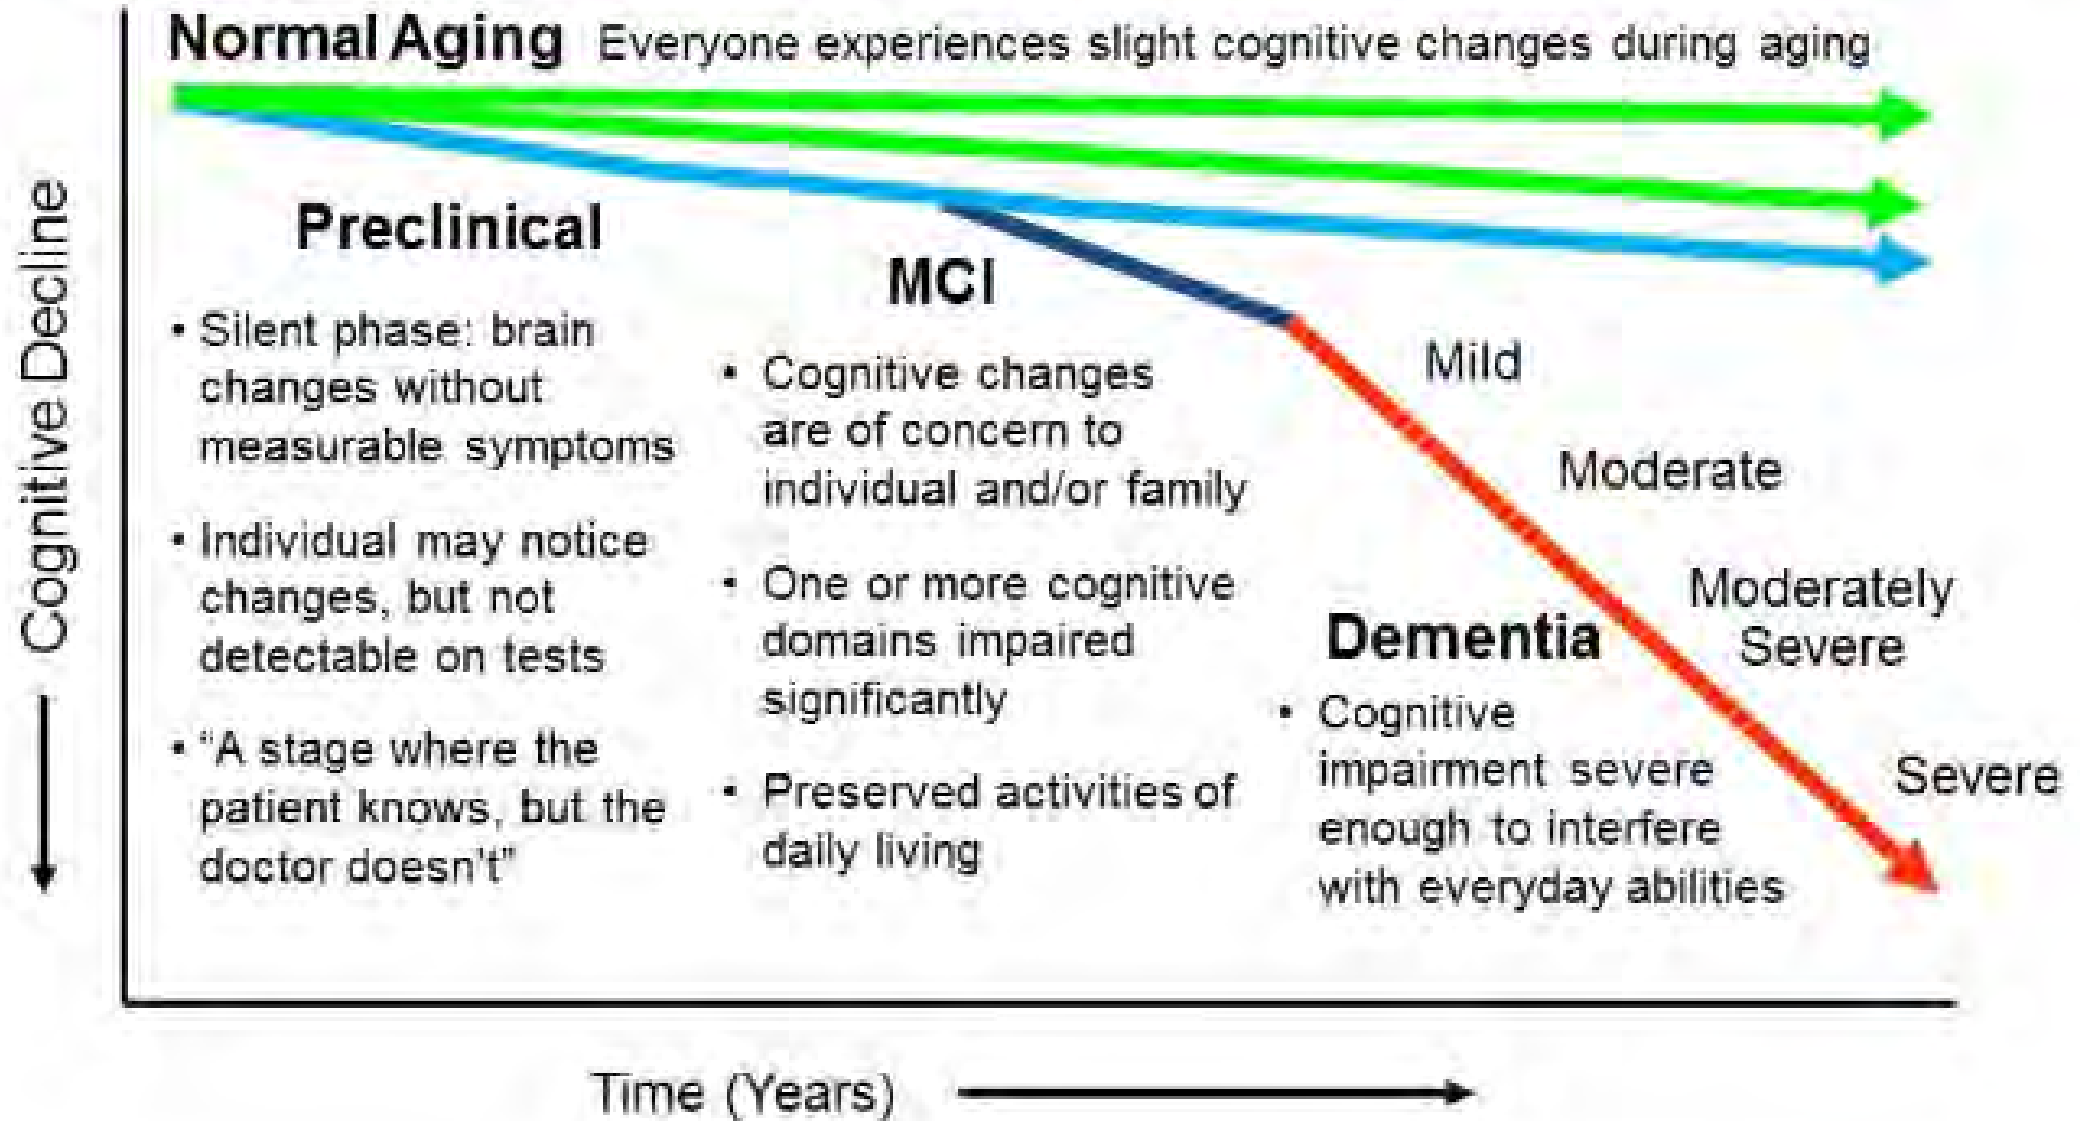 Normal Aging Everyone experiences slight cognitive changes during aging
Cognitive Decline
Preclinical
• Silent phase: brain
changes without
measurable symptoms
• Individual may notice
changes, but not
detectable on tests
• “A stage where the
patient knows, but the
doctor doesn't”
MCI
• Cognitive changes
are of concern to
individual and/or family
• One or more cognitive
domains impaired
significantly
• Preserved activities of
daily living
Mild
Moderate
Moderately
Severe
Severe
Dementia
• Cognitive
impairment severe
enough to interfere
with everyday abilities
Time (Years)